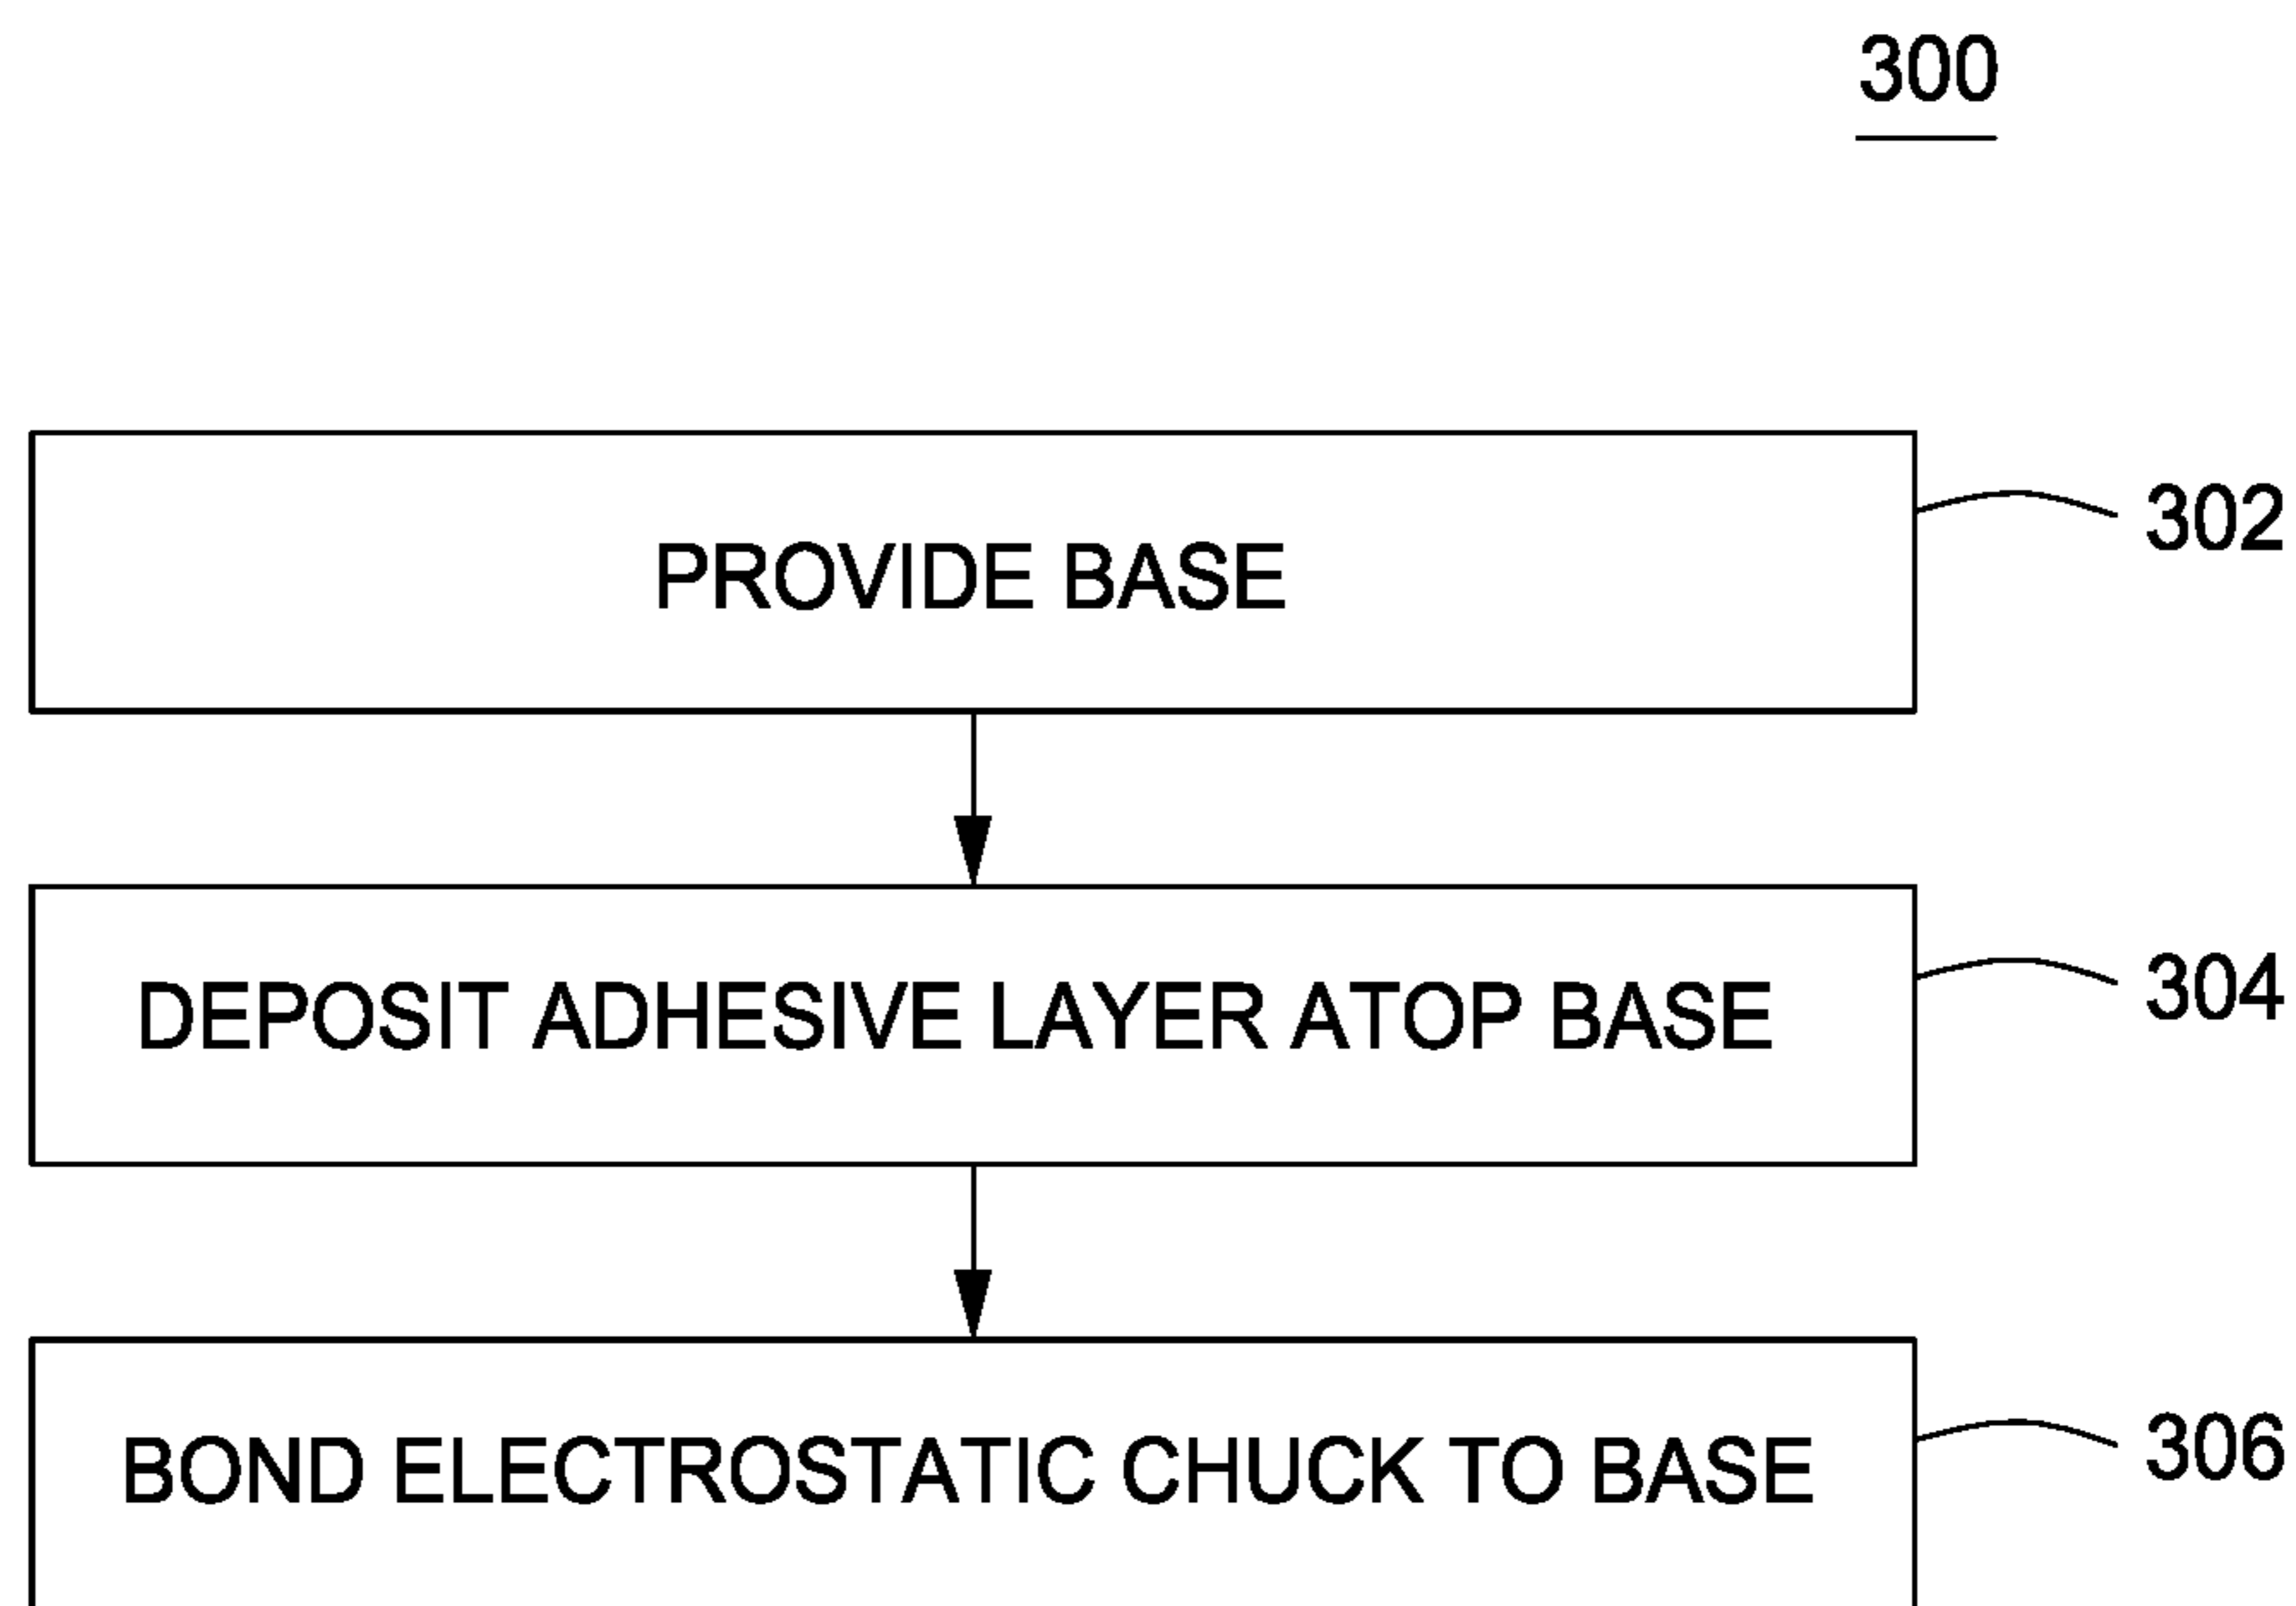 300
PROVIDE BASE
302
DEPOSIT ADHESIVE LAYER ATOP BASE
304
BOND ELECTROSTATIC CHUCK TO BASE
306